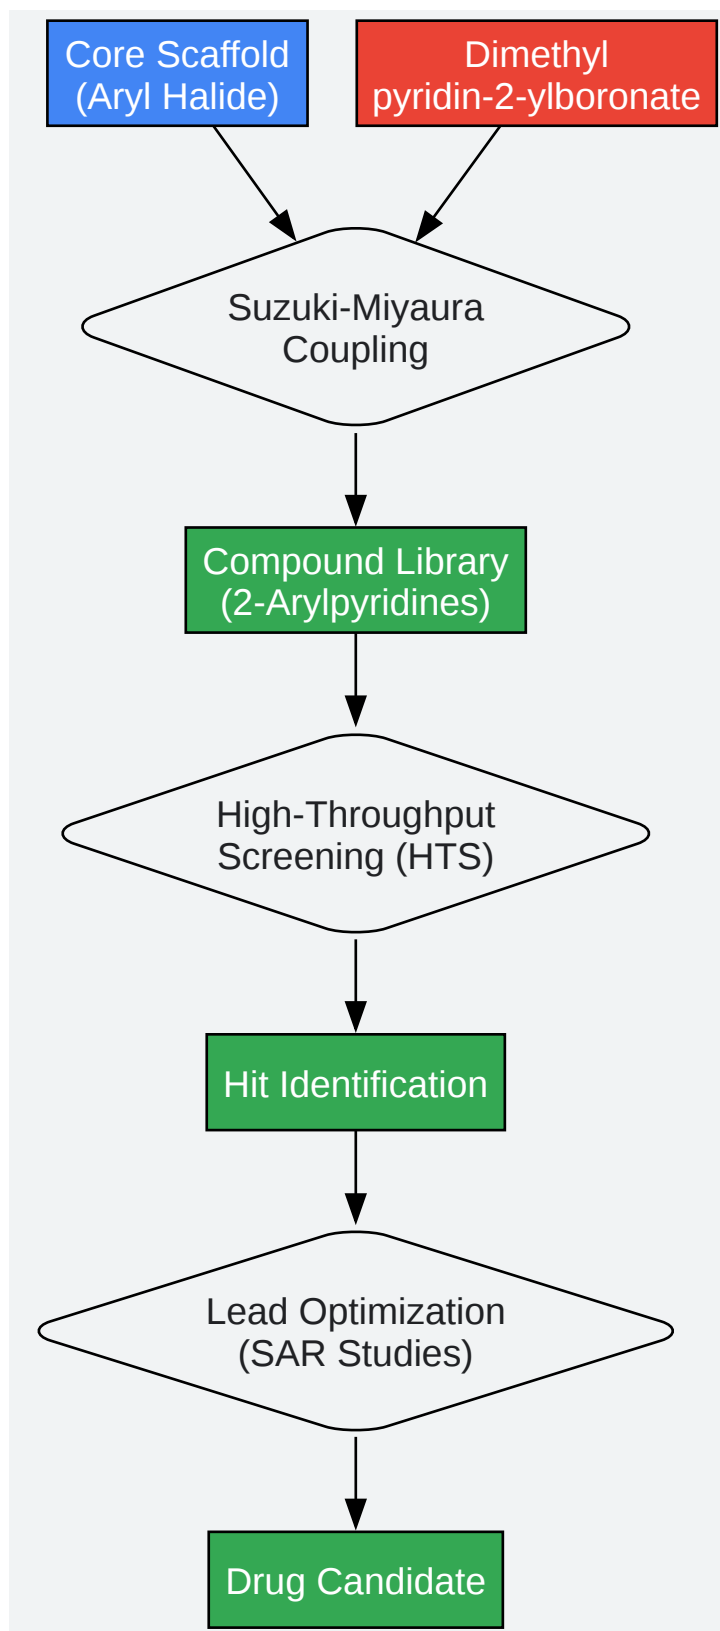 Core Scaffold
(Aryl Halide)
Dimethyl
pyridin-2-ylboronate
Suzuki-Miyaura
Coupling
Compound Library
(2-Arylpyridines)
High-Throughput
Screening (HTS)
Hit Identification
Lead Optimization
(SAR Studies)
Drug Candidate